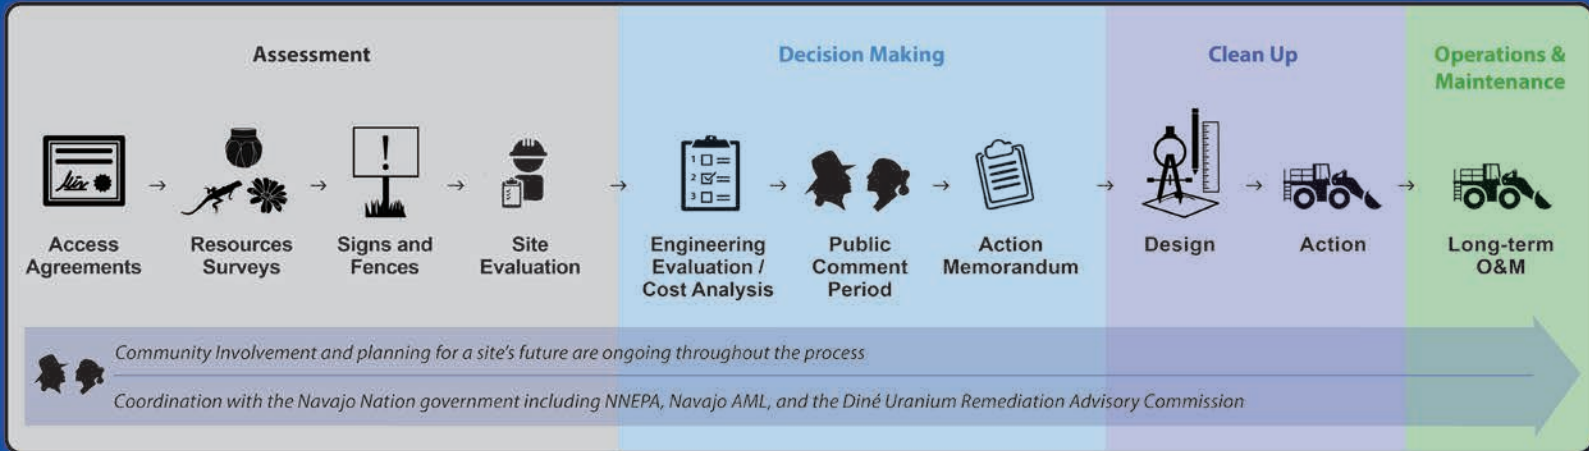 Assessment
Decision Making
Clean Up
Operations &
Maintenance
!
1
2
3
Access
Agreements
Resources
Surveys
Signs and
Fences
Site
Evaluation
Engineering
Evaluation /
Cost Analysis
Public
Comment
Period
Action
Memorandum
Design
Action
Long-term
O&M
Community Involvement and planning for a site's future are ongoing throughout the process
Coordination with the Navajo Nation government including NNEPA, Navajo AML, and the Diné Uranium Remediation Advisory Commission